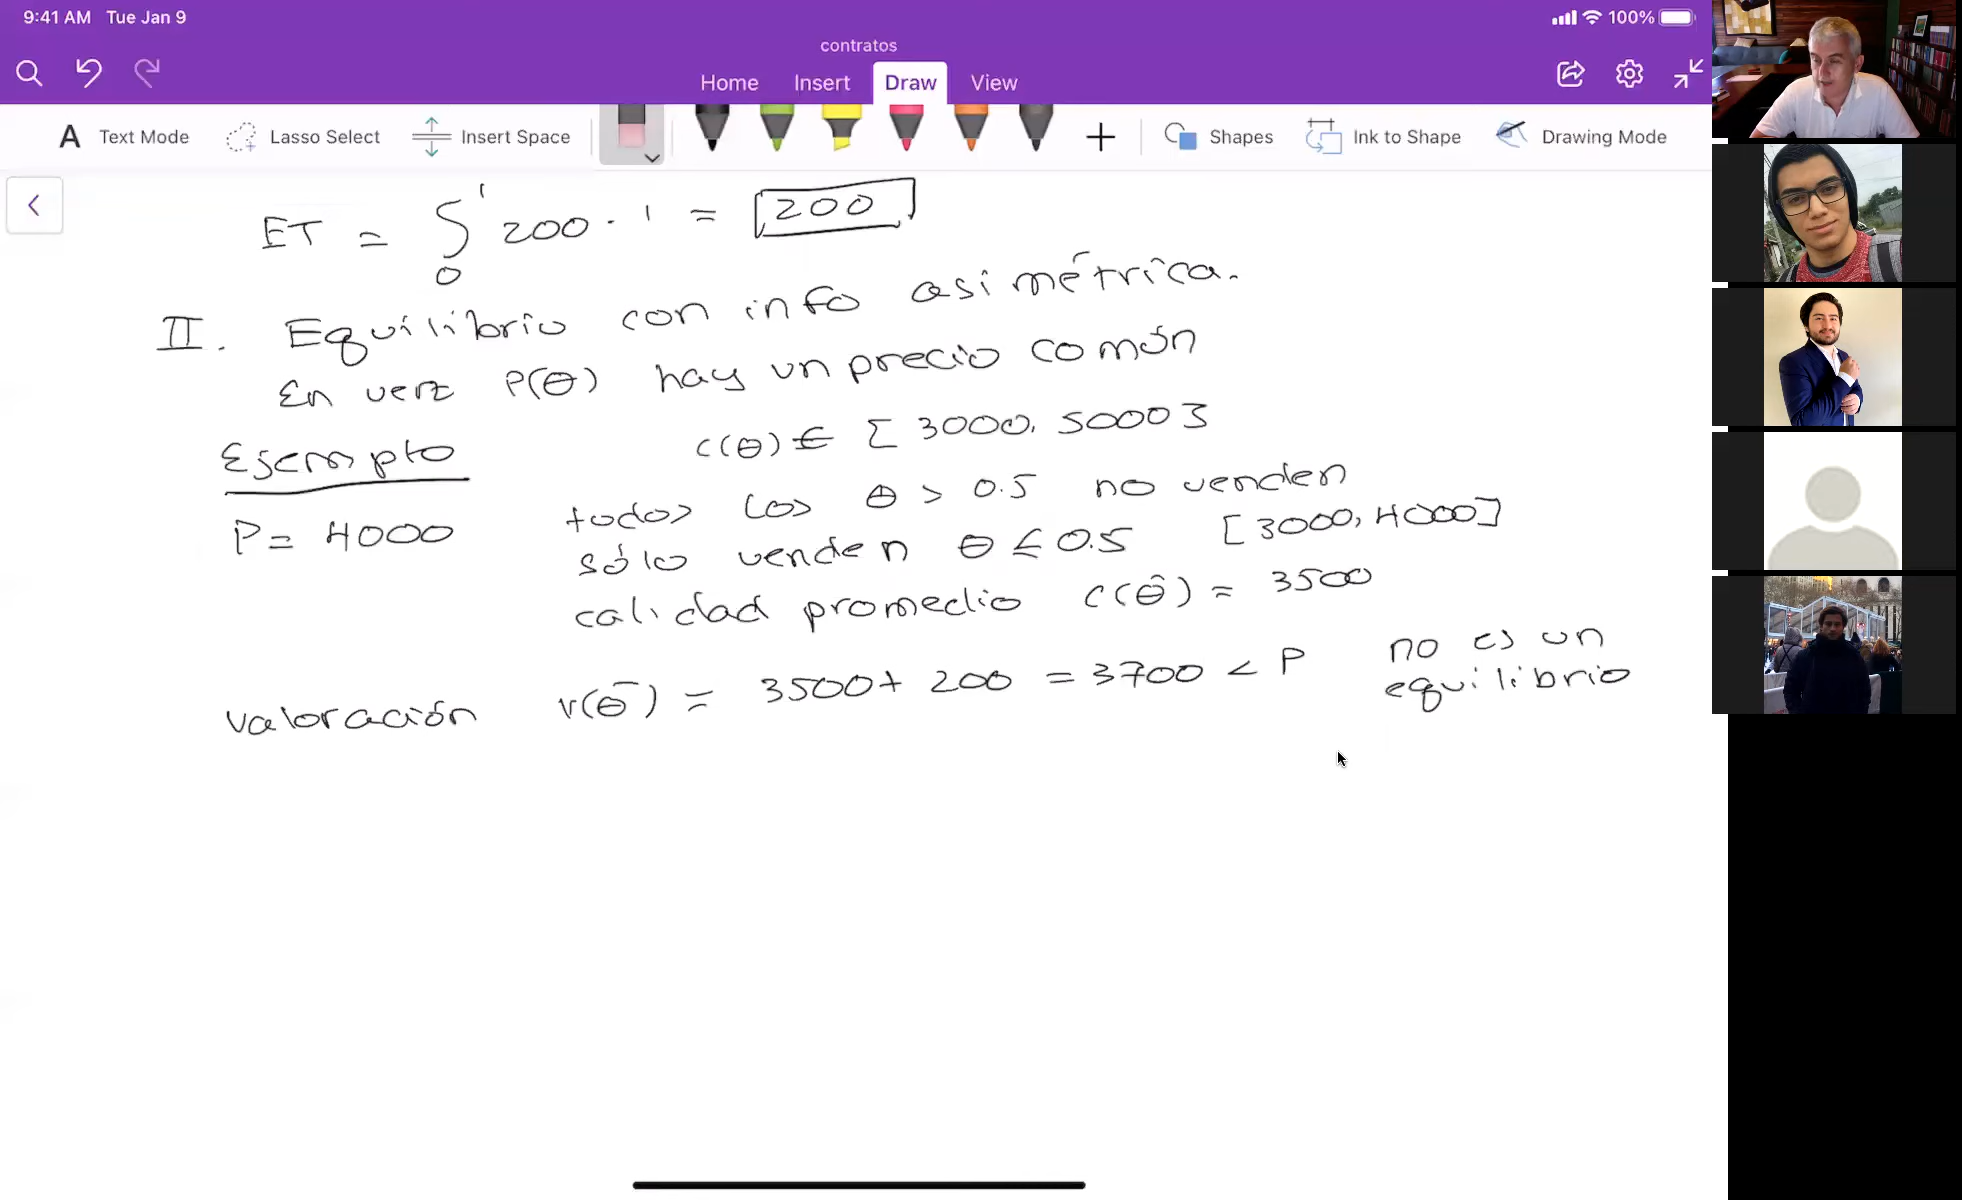 9:41 AM Tue Jan 9
100%
contratos
Home Insert Draw View
A Text Mode Lasso Select Insert Space Shapes Ink to Shape Drawing Mode
ET = ∫₀¹ 200 · 1 = 200
II. Equilibrio con info asimétrica.
En verz P(θ) hay un precio común
Ejemplo c(θ) ∈ [3000, 5000]
P = 4000 todos los θ > 0.5 no venden
sólo venden θ ≤ 0.5 [3000, 4000]
calidad promedio c(θ̄) = 3500
valoración v(θ̄) = 3500 + 200 = 3700 < P no es un equilibrio